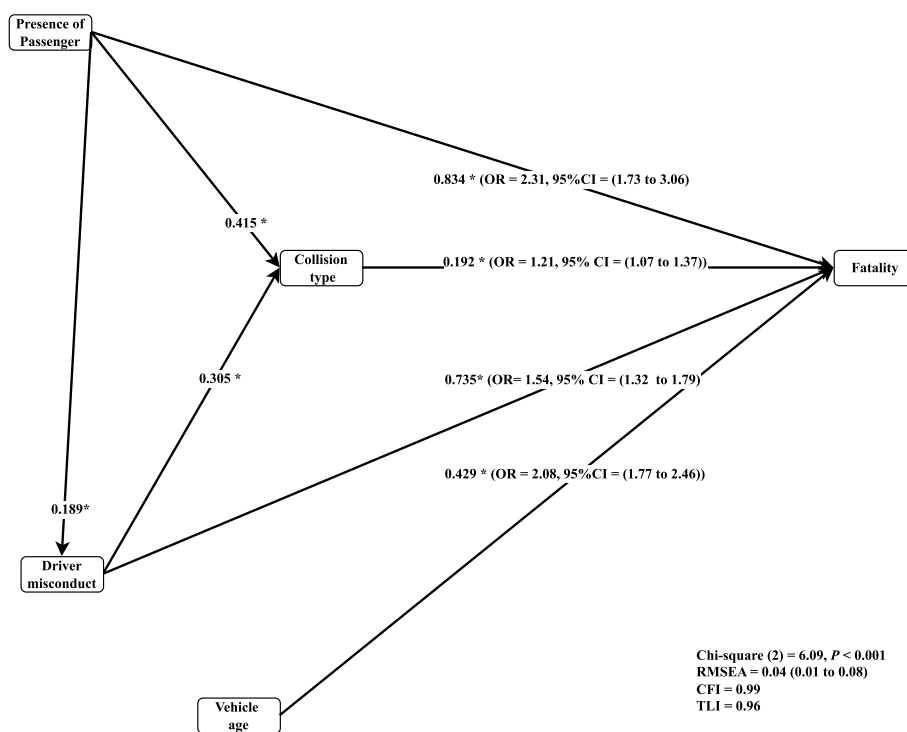 Presence of
Passenger
0.834 * (OR = 2.31, 95%CI = (1.73 to 3.06)
0.415 *
Collision
type
0.192 * (OR = 1.21, 95% CI = (1.07 to 1.37))
Fatality
0.305 *
0.735* (OR= 1.54, 95% CI = (1.32 to 1.79)
0.429 * (OR = 2.08, 95%CI = (1.77 to 2.46))
0.189*
Driver
misconduct
Chi-square (2) = 6.09, P < 0.001
RMSEA = 0.04 (0.01 to 0.08)
CFI = 0.99
TLI = 0.96
Vehicle
age